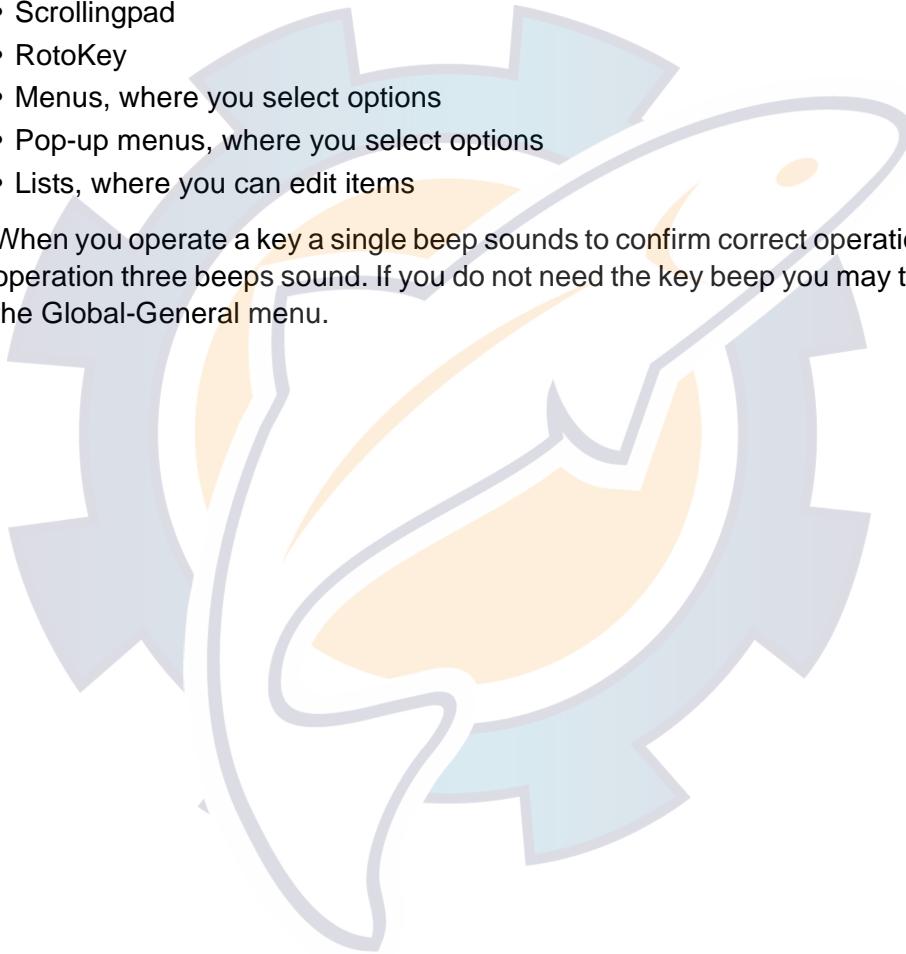 • Scrollingpad
• RotoKey
• Menus, where you select options
• Pop-up menus, where you select options
• Lists, where you can edit items
When you operate a key a single beep sounds to confirm correct
operation three beeps sound. If you do not need the key beep you may
the Global-General menu.